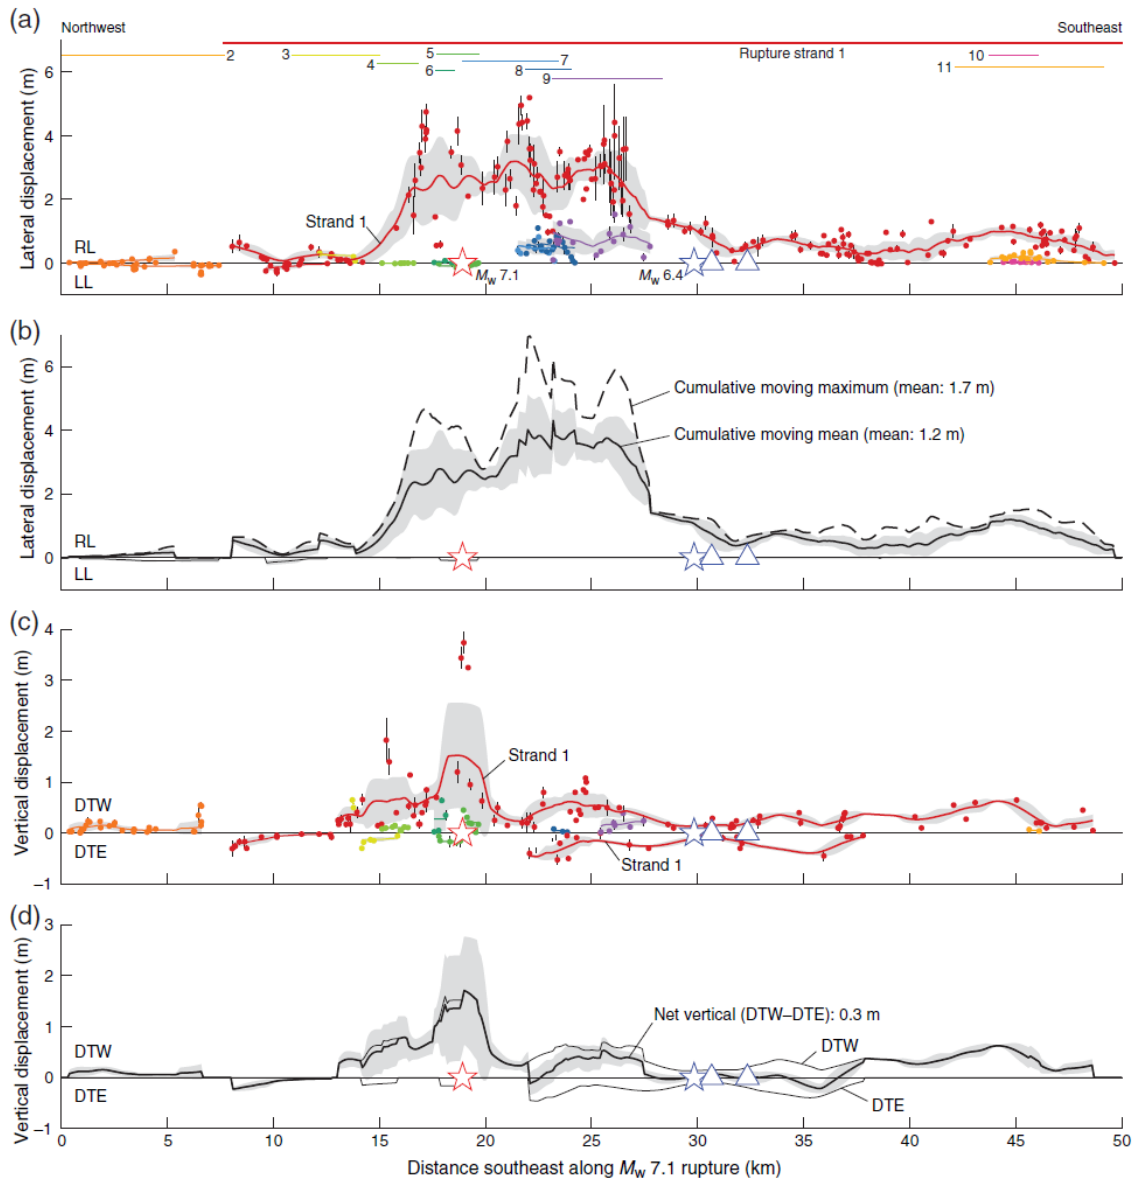 (a)
Northwest
Southeast
2
3
4
5
6
7
8
9
Rupture strand 1
10
11
6
4
2
0
Lateral displacement (m)
Strand 1
RL
LL
Mw 7.1
Mw 6.4
(b)
6
4
2
0
Lateral displacement (m)
Cumulative moving maximum (mean: 1.7 m)
Cumulative moving mean (mean: 1.2 m)
RL
LL
(c)
4
3
2
1
0
–1
Vertical displacement (m)
Strand 1
DTW
DTE
Strand 1
(d)
3
2
1
0
–1
Vertical displacement (m)
Net vertical (DTW–DTE): 0.3 m
DTW
DTE
DTW
DTE
0 5 10 15 20 25 30 35 40 45 50
Distance southeast along Mw 7.1 rupture (km)